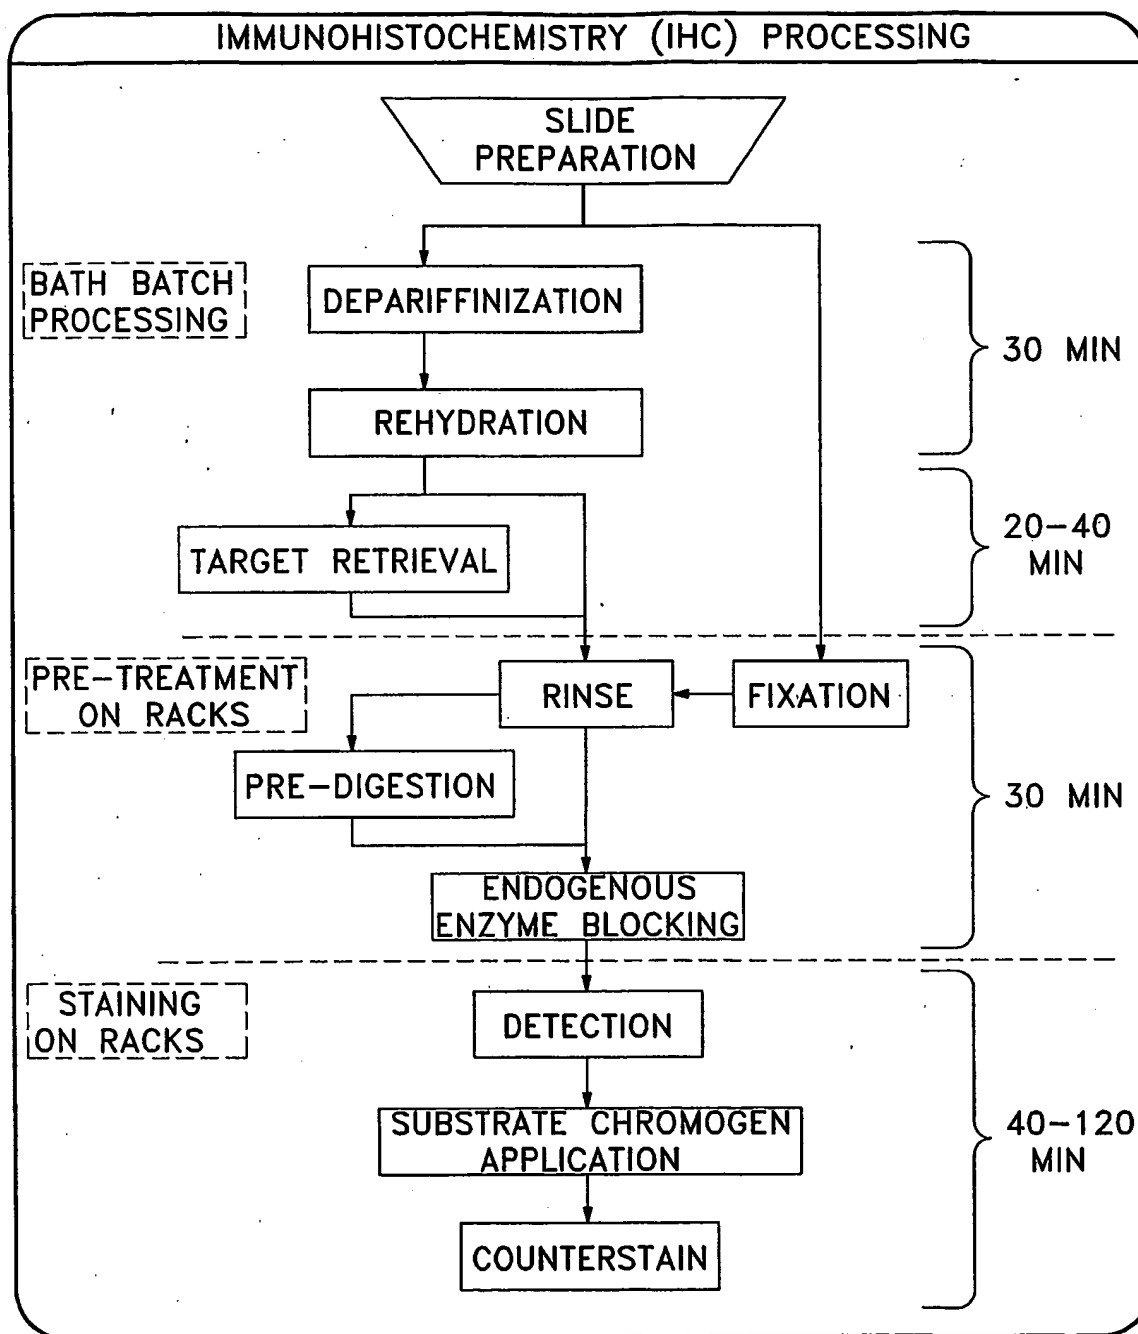 IMMUNOHISTOCHEMISTRY (IHC) PROCESSING
SLIDE
PREPARATION
BATH BATCH
PROCESSING
DEPARIFFINIZATION
30 MIN
REHYDRATION
TARGET RETRIEVAL
20-40
MIN
PRE-TREATMENT
ON RACKS
RINSE
FIXATION
PRE-DIGESTION
30 MIN
ENDOGENOUS
ENZYME BLOCKING
STAINING
ON RACKS
DETECTION
SUBSTRATE CHROMOGEN
APPLICATION
40-120
MIN
COUNTERSTAIN